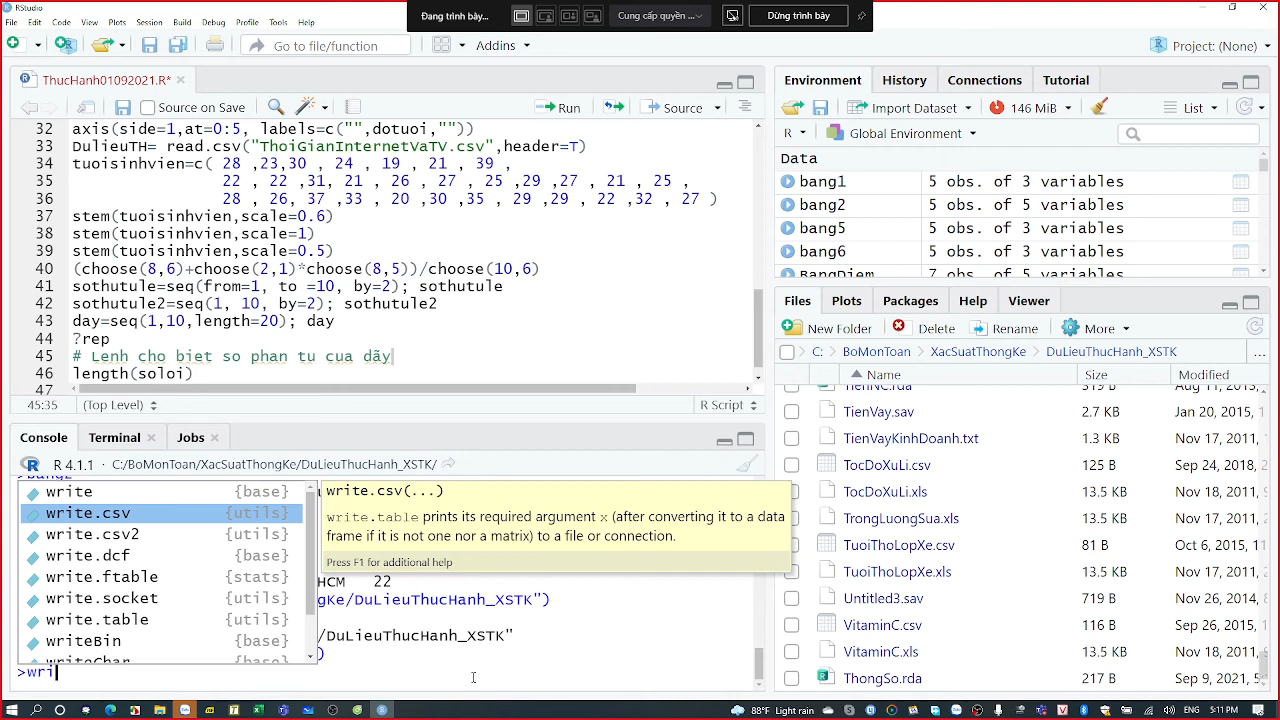 RStudio
Đang trình bày...
Cung cấp quyền ...
Dừng trình bày
File Edit Code View Plots Session Build Debug Profile Tools Help
Go to file/function
Addins
Project: (None)
ThucHanh01092021.R*
Source on Save
Run
Source
32 axis(side=1,at=0:5, labels=c("",dotuoi,""))
33 DulieuTH= read.csv("ThoiGianInternetVaTV.csv",header=T)
34 tuoisinhvien=c( 28 ,23,30 , 24 , 19 , 21 , 39 ,
35 22 , 22 ,31, 21 , 26 , 27 , 25 ,29 ,27 , 21 , 25 ,
36 28 , 26, 37 ,33 , 20 ,30 ,35 , 29 ,29 , 22 ,32 , 27 )
37 stem(tuoisinhvien,scale=0.6)
38 stem(tuoisinhvien,scale=1)
39 stem(tuoisinhvien,scale=0.5)
40 (choose(8,6)+choose(2,1)*choose(8,5))/choose(10,6)
41 sothutule=seq(from=1, to =10, by=2); sothutule
42 sothutule2=seq(1, 10, by=2); sothutule2
43 day=seq(1,10,length=20); day
44 ?rep
45 # Lenh cho biet so phan tu cua dãy
46 length(soloi)
47
45:35 (Top Level) R Script
Console Terminal Jobs
R 4.1.1 · C:/BoMonToan/XacSuatThongKe/DuLieuThucHanh_XSTK/
>bang2
write {base}
write.csv {utils}
write.csv2 {utils}
write.dcf {base}
write.ftable {stats}
write.socket {utils}
write.table {utils}
writeBin {base}
writeChar {base}
write.csv(...)
write.table prints its required argument x (after converting it to a data
frame if it is not one nor a matrix) to a file or connection.
Press F1 for additional help
HCM 22
gKe/DuLieuThucHanh_XSTK")
/DuLieuThucHanh_XSTK"
)
>wri
Environment History Connections Tutorial
Import Dataset 146 MiB List
R Global Environment
Data
bang1 5 obs. of 3 variables
bang2 5 obs. of 3 variables
bang5 5 obs. of 3 variables
bang6 5 obs. of 3 variables
BangDiem 7 obs. of 5 variables
Files Plots Packages Help Viewer
New Folder Delete Rename More
C: BoMonToan XacSuatThongKe DuLieuThucHanh_XSTK ...
Name Size Modified
TienNC.rda 319 B Aug 11, 2015,
TienVay.sav 2.7 KB Jan 20, 2015,
TienVayKinhDoanh.txt 1.3 KB Nov 17, 2011,
TocDoXuLi.csv 125 B Sep 24, 2018,
TocDoXuLi.xls 13.5 KB Nov 17, 2011,
TrongLuongSua.xls 13.5 KB Nov 17, 2011,
TuoiThoLopXe.csv 81 B Oct 6, 2015,
TuoiThoLopXe.xls 13.5 KB Nov 17, 2011,
Untitled3.sav 719 B Nov 26, 2014,
VitaminC.csv 116 B Sep 24, 2018,
VitaminC.xls 13.5 KB Nov 18, 2011,
ThongSo.rda 217 B Sep 9, 2021,
88°F Light rain
5:11 PM